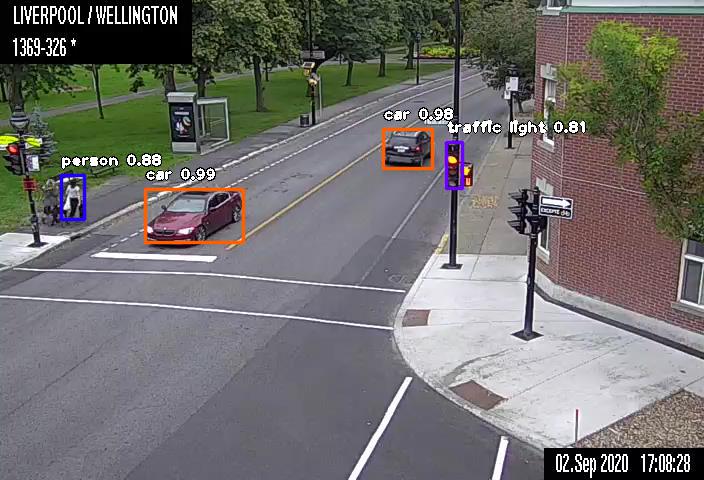 LIVERPOOL / WELLINGTON
1369-326 *
car 0.98
traffic light 0.81
person 0.88
car 0.99
EXCEPTÉ
02.Sep 2020 17:08:28